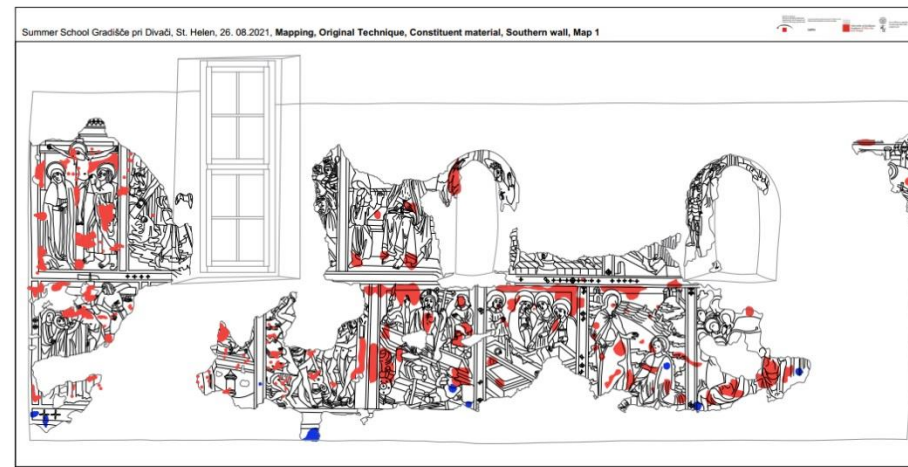 Summer School Gradišče pri Divači, St. Helen, 26. 08.2021, Mapping, Original Technique, Constituent material, Southern wall, Map 1